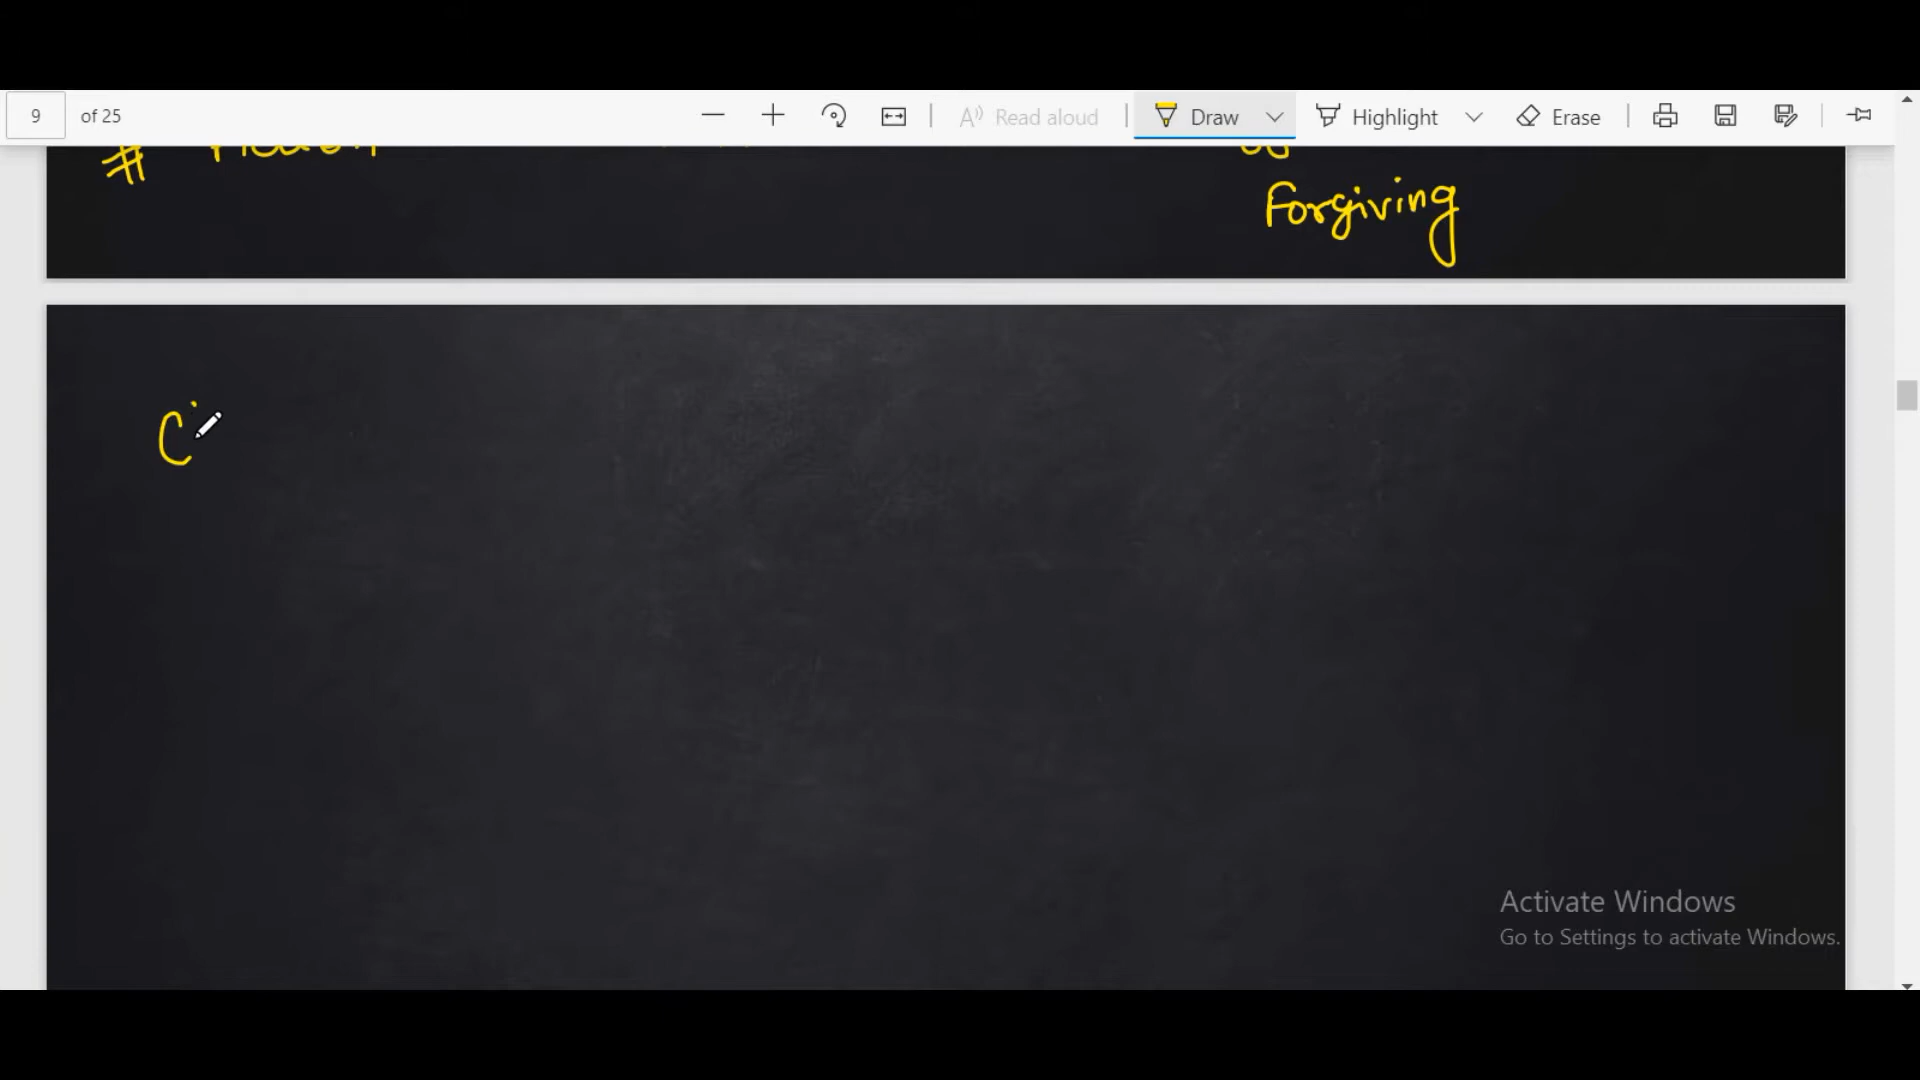 9 of 25 Read aloud Draw Highlight Erase
#
Forgiving
C
Activate Windows
Go to Settings to activate Windows.